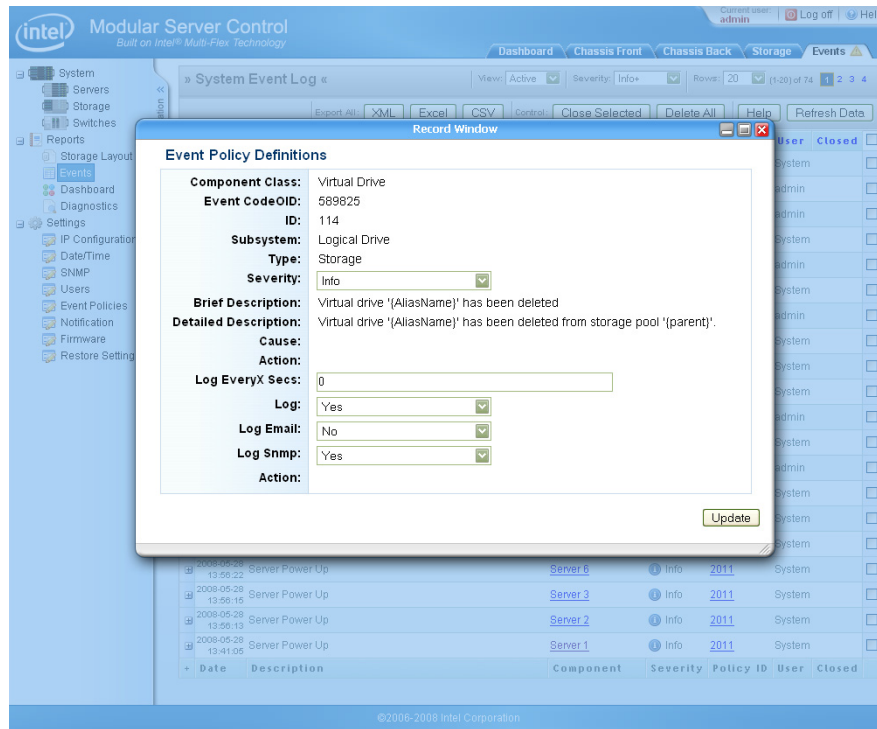 intel
Modular Server Control
Built on Intel® Multi-Flex Technology
Current user: admin
Log off
Hel
Dashboard
Chassis Front
Chassis Back
Storage
Events
System
Servers
Storage
Switches
Reports
Storage Layout
Events
Dashboard
Diagnostics
Settings
IP Configuration
Date/Time
SNMP
Users
Event Policies
Notification
Firmware
Restore Setting
» System Event Log «
View: Active
Severity: Info+
Rows: 20
(1-20) of 74 1 2 3 4
Export All: XML Excel CSV
Control: Close Selected Delete All Help Refresh Data
Record Window
Event Policy Definitions
Component Class: Virtual Drive
Event CodeOID: 589825
ID: 114
Subsystem: Logical Drive
Type: Storage
Severity: Info
Brief Description: Virtual drive '(AliasName)' has been deleted
Detailed Description: Virtual drive '(AliasName)' has been deleted from storage pool '(parent)'.
Cause:
Action:
Log EveryX Secs: 0
Log: Yes
Log Email: No
Log Snmp: Yes
Action:
Update
User Closed
System
admin
admin
System
admin
System
admin
System
System
System
admin
System
admin
System
System
System
2008-05-28 13:56:22 Server Power Up Server 6 Info 2011 System
2008-05-28 13:56:15 Server Power Up Server 3 Info 2011 System
2008-05-28 13:56:13 Server Power Up Server 2 Info 2011 System
2008-05-28 13:41:05 Server Power Up Server 1 Info 2011 System
+ Date Description Component Severity Policy ID User Closed
©2006-2008 Intel Corporation